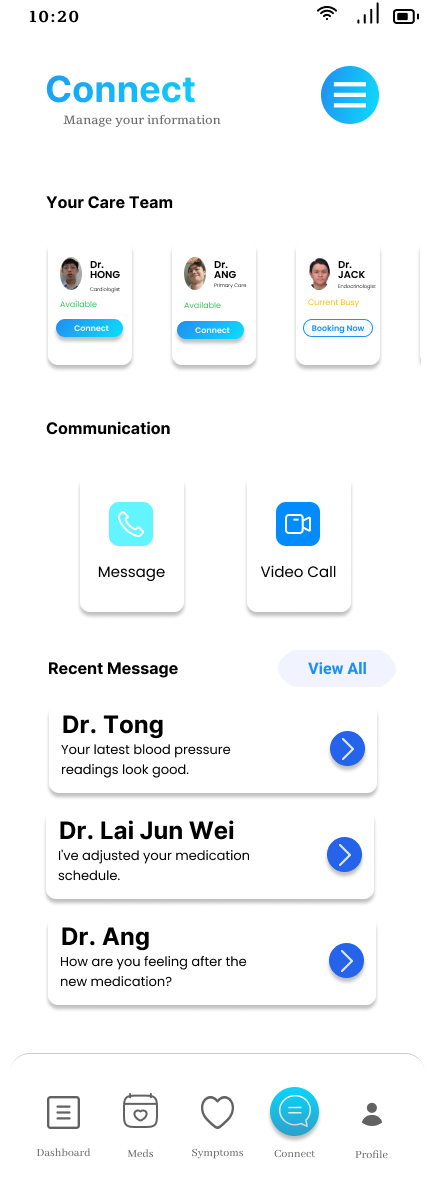 10:20
Connect
Manage your information
Your Care Team
Dr.
HONG
Cardiologist
Available
Connect
Dr.
ANG
Primary Care
Available
Connect
Dr.
JACK
Endocrinologist
Current Busy
Booking Now
Communication
Message
Video Call
Recent Message
View All
Dr. Tong
Your latest blood pressure
readings look good.
Dr. Lai Jun Wei
I've adjusted your medication
schedule.
Dr. Ang
How are you feeling after the
new medication?
Dashboard
Meds
Symptoms
Connect
Profile